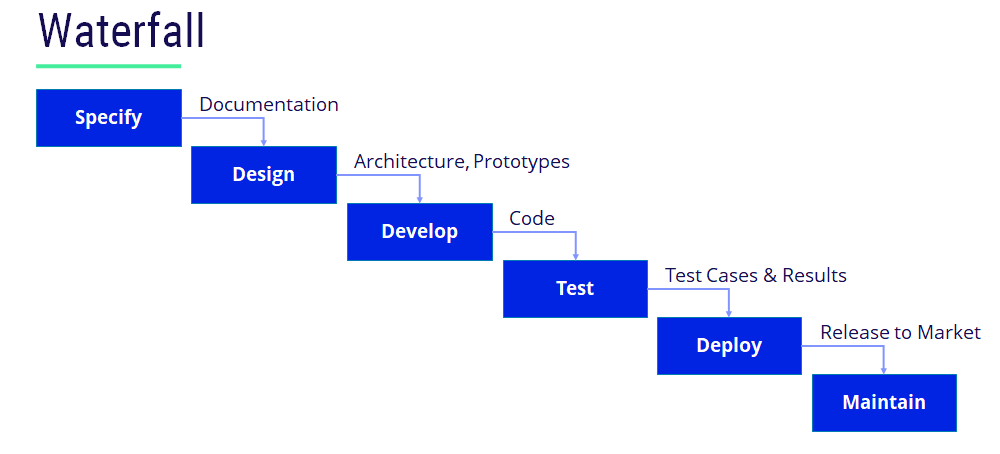 Waterfall
Specify
Documentation
Design
Architecture, Prototypes
Develop
Code
Test
Test Cases & Results
Deploy
Release to Market
Maintain